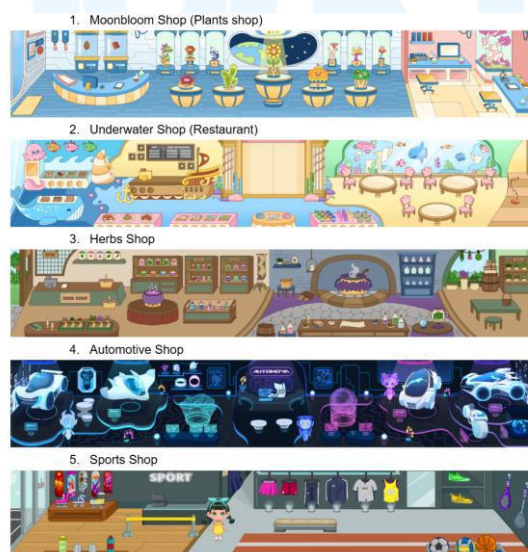 1. Moonbloom Shop (Plants shop)
2. Underwater Shop (Restaurant)
3. Herbs Shop
4. Automotive Shop
AUTONOVA
5. Sports Shop
SPORT